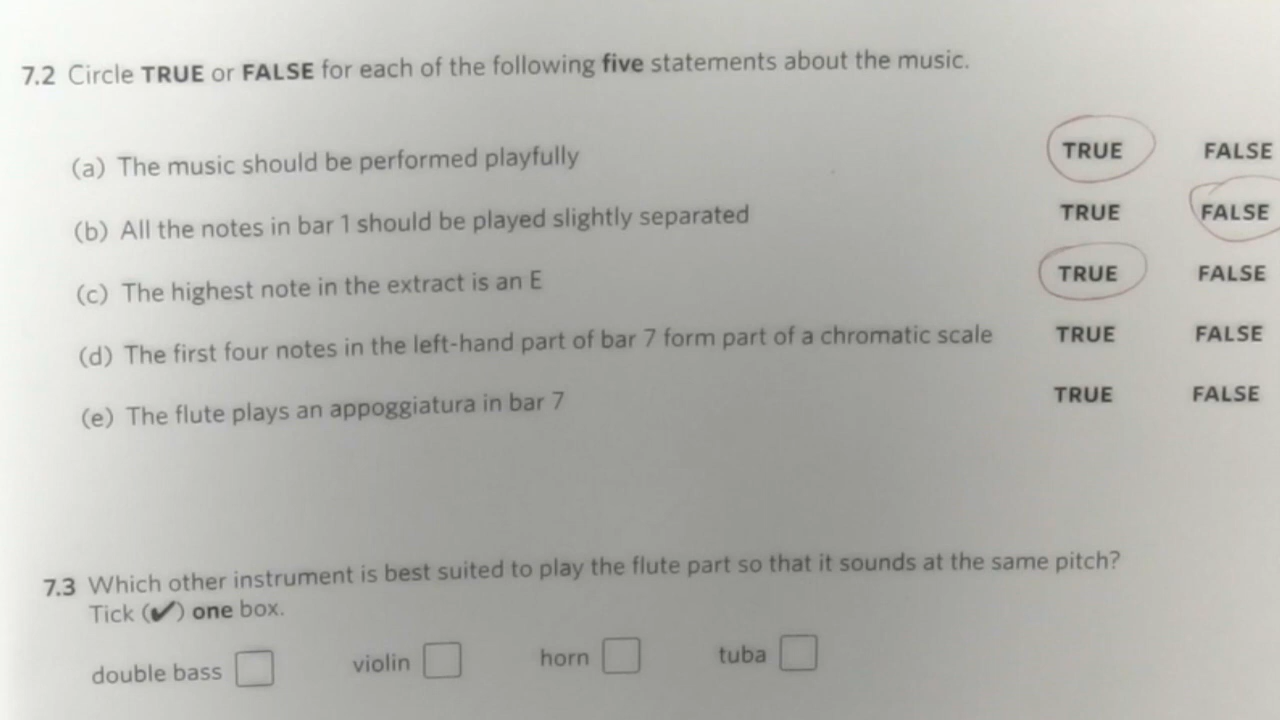 7.2 Circle TRUE or FALSE for each of the following five statements about the music.
(a) The music should be performed playfully TRUE FALSE
(b) All the notes in bar 1 should be played slightly separated TRUE FALSE
(c) The highest note in the extract is an E TRUE FALSE
(d) The first four notes in the left-hand part of bar 7 form part of a chromatic scale TRUE FALSE
(e) The flute plays an appoggiatura in bar 7 TRUE FALSE
7.3 Which other instrument is best suited to play the flute part so that it sounds at the same pitch?
Tick (✔) one box.
double bass violin horn tuba